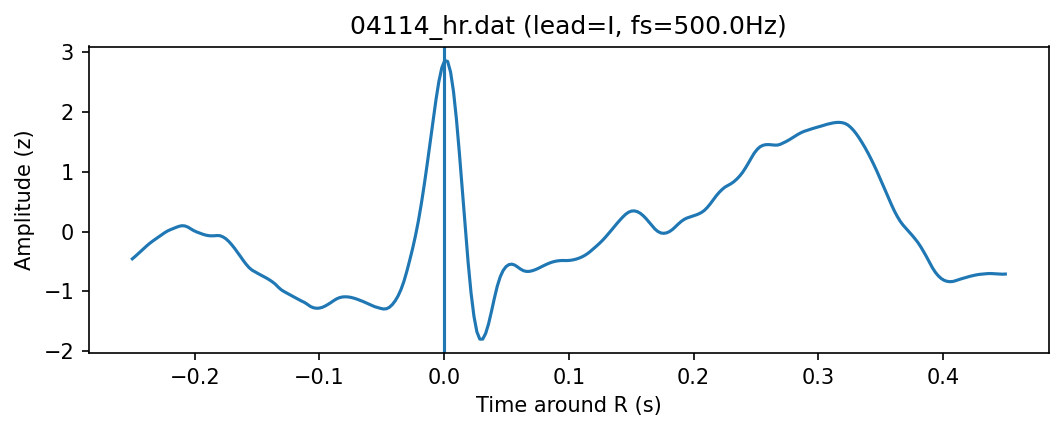 04114_hr.dat (lead=I, fs=500.0Hz)
3
2
1
0
−1
−2
Amplitude (z)
−0.2 −0.1 0.0 0.1 0.2 0.3 0.4
Time around R (s)